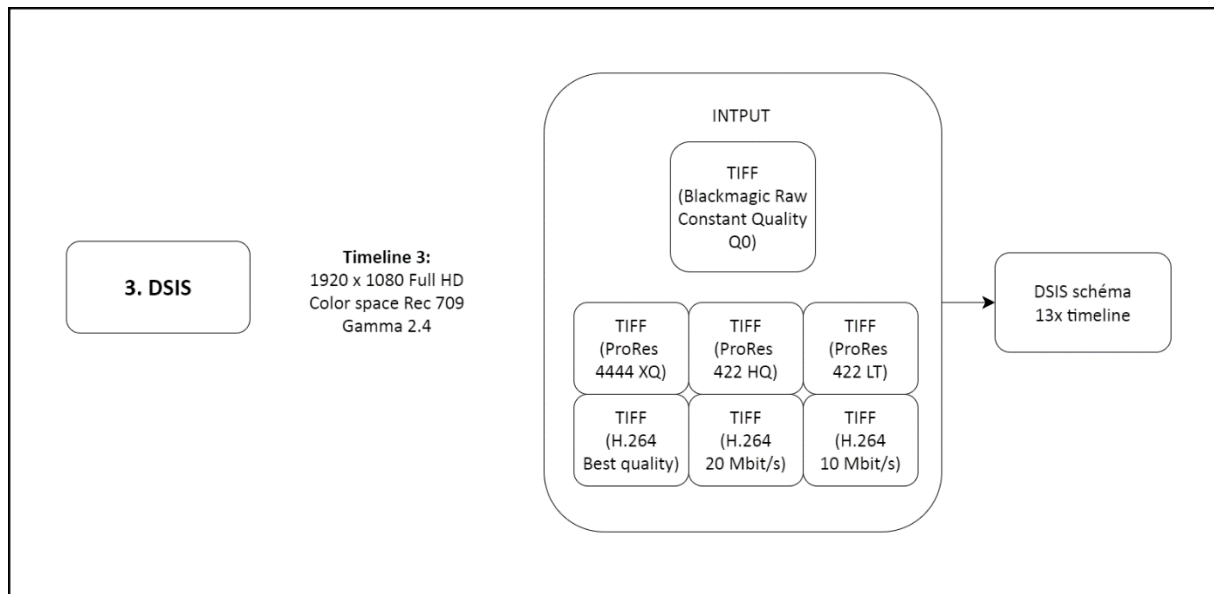 3. DSIS
Timeline 3:
1920 x 1080 Full HD
Color space Rec 709
Gamma 2.4
INTPUT
TIFF
(Blackmagic Raw
Constant Quality
Q0)
TIFF
(ProRes
4444 XQ)
TIFF
(ProRes
422 HQ)
TIFF
(ProRes
422 LT)
TIFF
(H.264
Best quality)
TIFF
(H.264
20 Mbit/s)
TIFF
(H.264
10 Mbit/s)
DSIS schéma
13x timeline